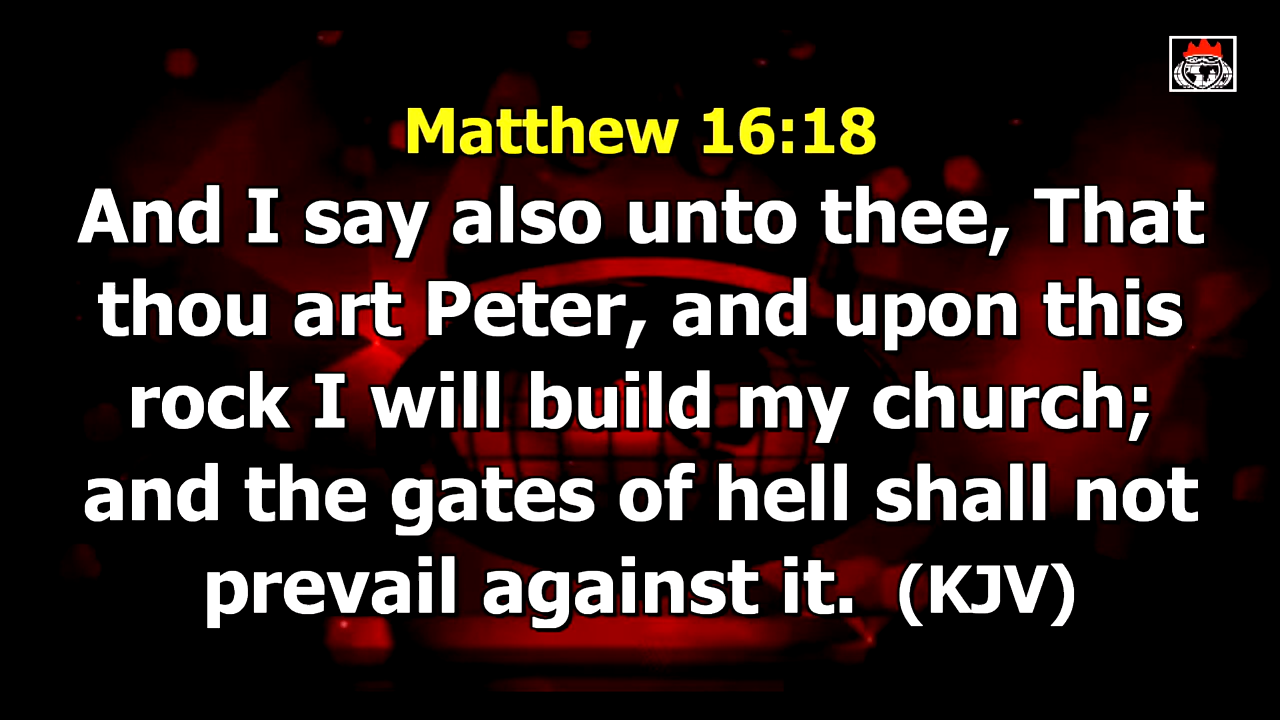 Matthew 16:18
And I say also unto thee, That
thou art Peter, and upon this
rock I will build my church;
and the gates of hell shall not
prevail against it. (KJV)